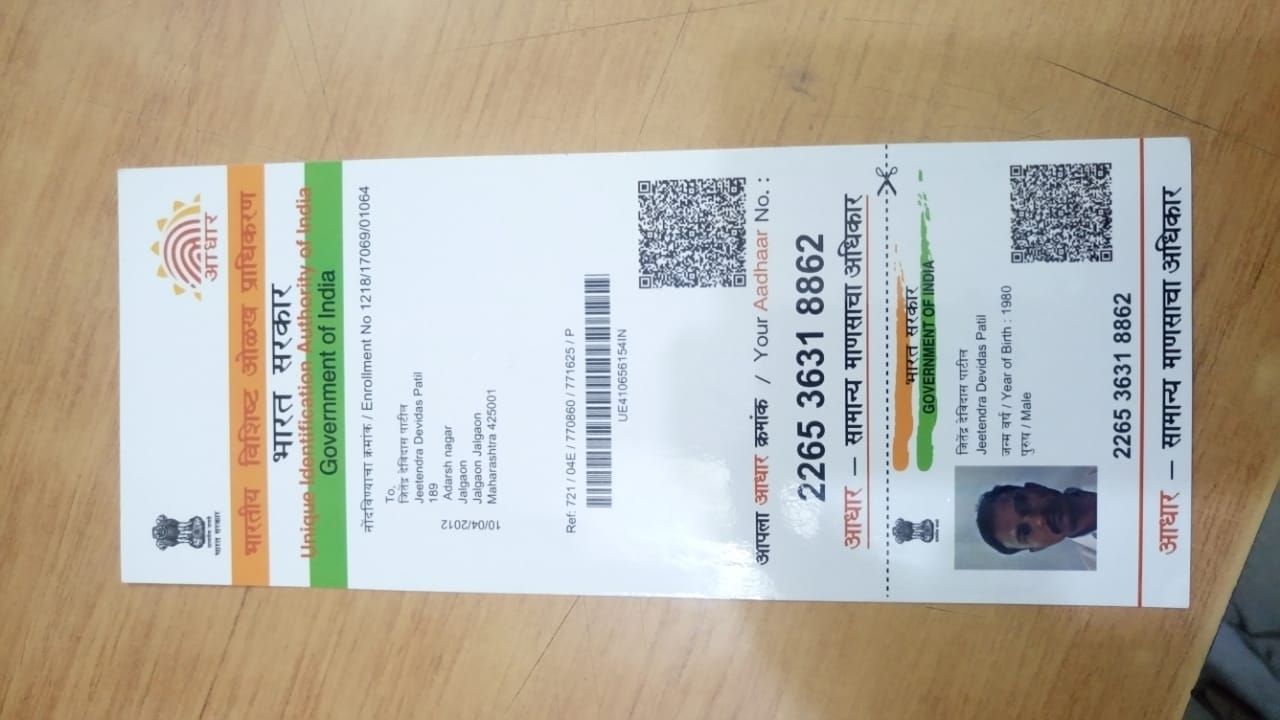 भारत सरकार
आधार
भारतीय विशिष्ट ओळख प्राधिकरण
भारत सरकार
Unique Identification Authority of India
Government of India
नोंदविण्याचा क्रमांक / Enrollment No 1218/17069/01064
To,
जितेंद्र देविदास पाटील
Jeetendra Devidas Patil
189
Adarsh nagar
Jalgaon
Jalgaon Jalgaon
Maharashtra 425001
10/04/2012
Ref: 721 / 04E / 770860 / 771625 / P
UE410656154IN
आपला आधार क्रमांक / Your Aadhaar No. :
2265 3631 8862
आधार – सामान्य माणसाचा अधिकार
भारत सरकार
GOVERNMENT OF INDIA
जितेंद्र देविदास पाटील
Jeetendra Devidas Patil
जन्म वर्ष / Year of Birth : 1980
पुरुष / Male
2265 3631 8862
आधार – सामान्य माणसाचा अधिकार